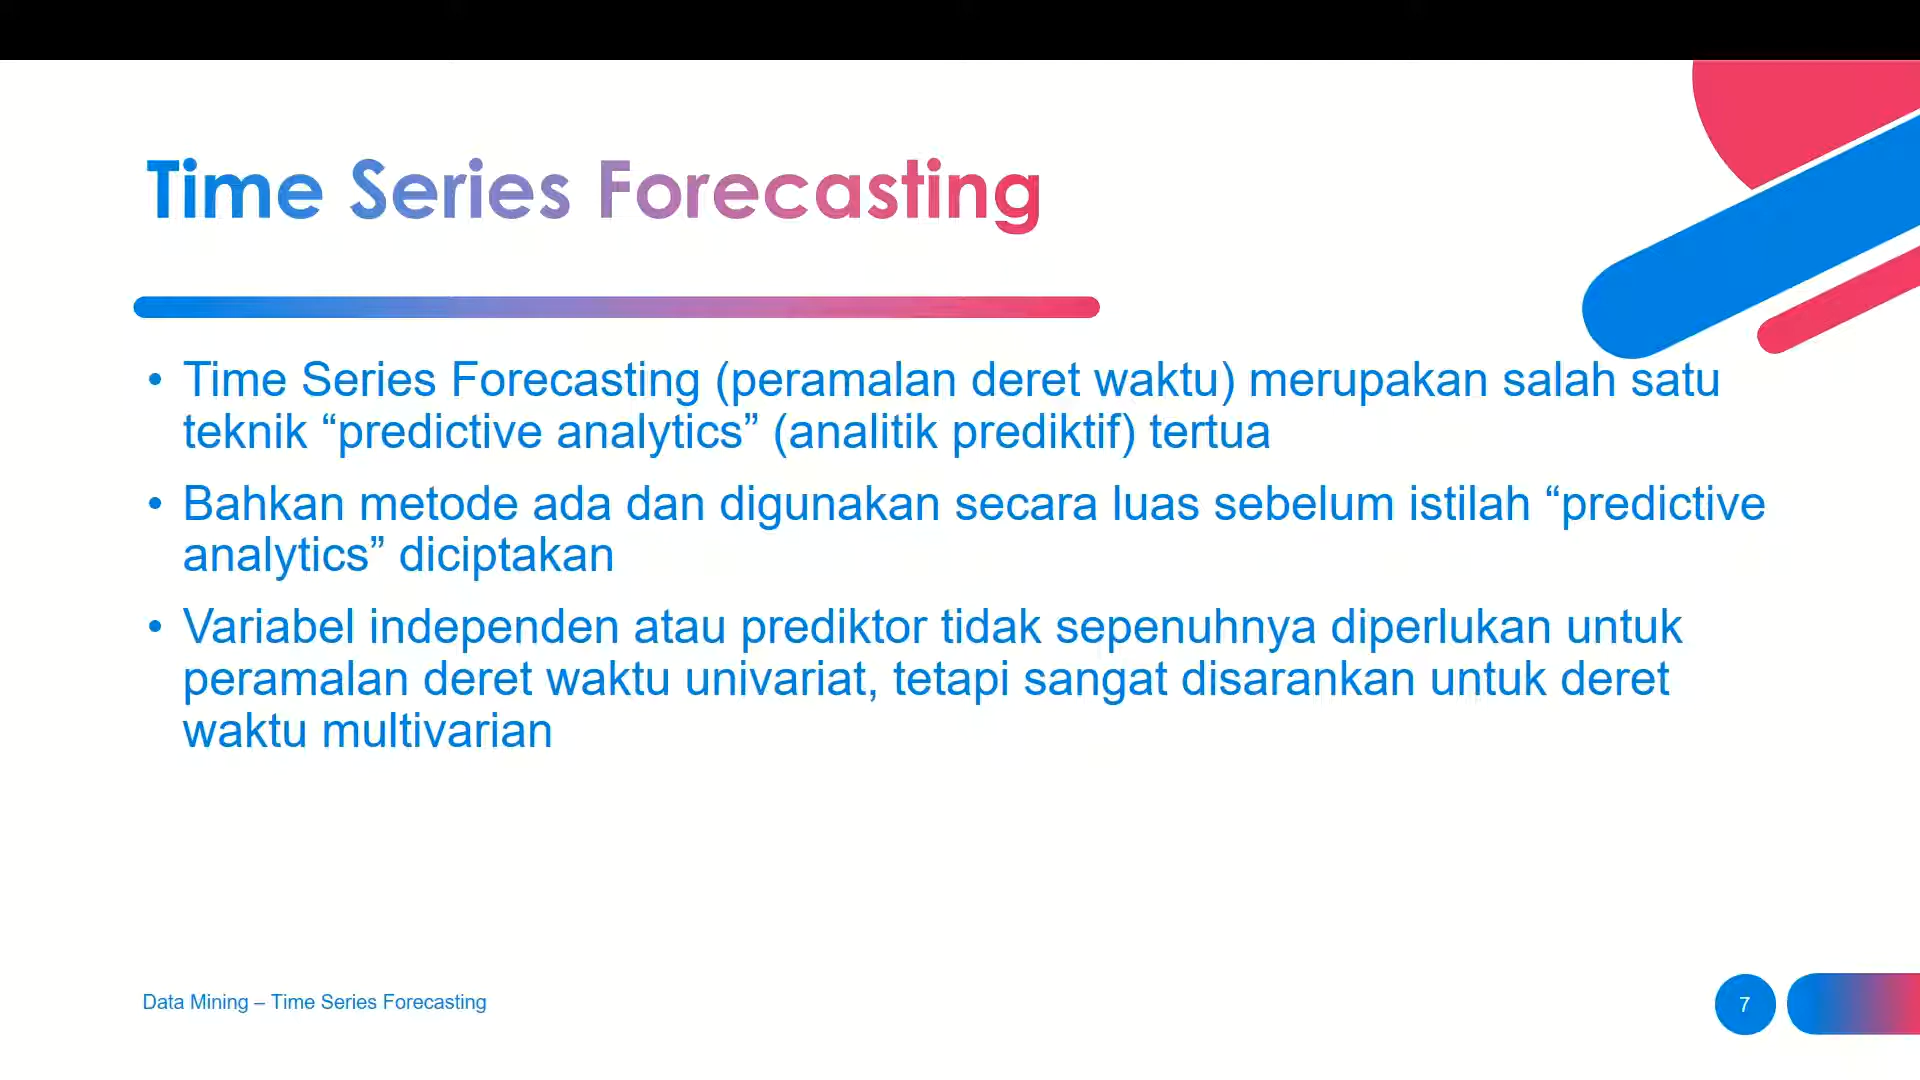 Time Series Forecasting
• Time Series Forecasting (peramalan deret waktu) merupakan salah satu
teknik “predictive analytics” (analitik prediktif) tertua
• Bahkan metode ada dan digunakan secara luas sebelum istilah “predictive
analytics” diciptakan
• Variabel independen atau prediktor tidak sepenuhnya diperlukan untuk
peramalan deret waktu univariat, tetapi sangat disarankan untuk deret
waktu multivarian
Data Mining – Time Series Forecasting
7